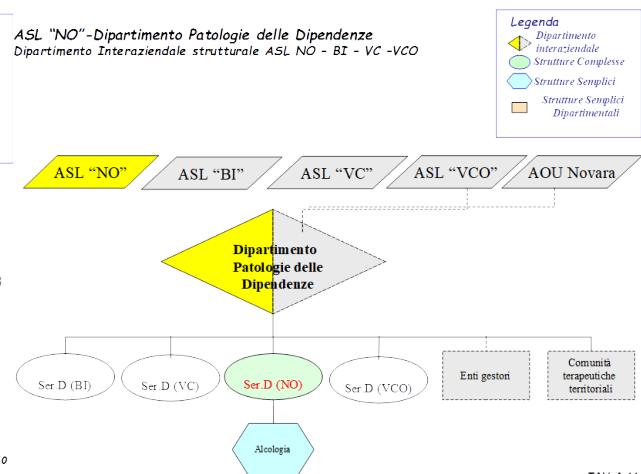 ASL "NO"-Dipartimento Patologie delle Dipendenze
Dipartimento Interaziendale strutturale ASL NO - BI - VC -VCO
Legenda
Dipartimento
interaziendale
Strutture Complesse
Strutture Semplici
Strutture Semplici
Dipartimentali
ASL "NO"
ASL "BI"
ASL "VC"
ASL "VCO"
AOU Novara
Dipartimento
Patologie delle
Dipendenze
Ser.D (BI)
Ser.D (VC)
Ser.D (NO)
Ser.D (VCO)
Enti gestori
Comunità
terapeutiche
territoriali
Alcologia